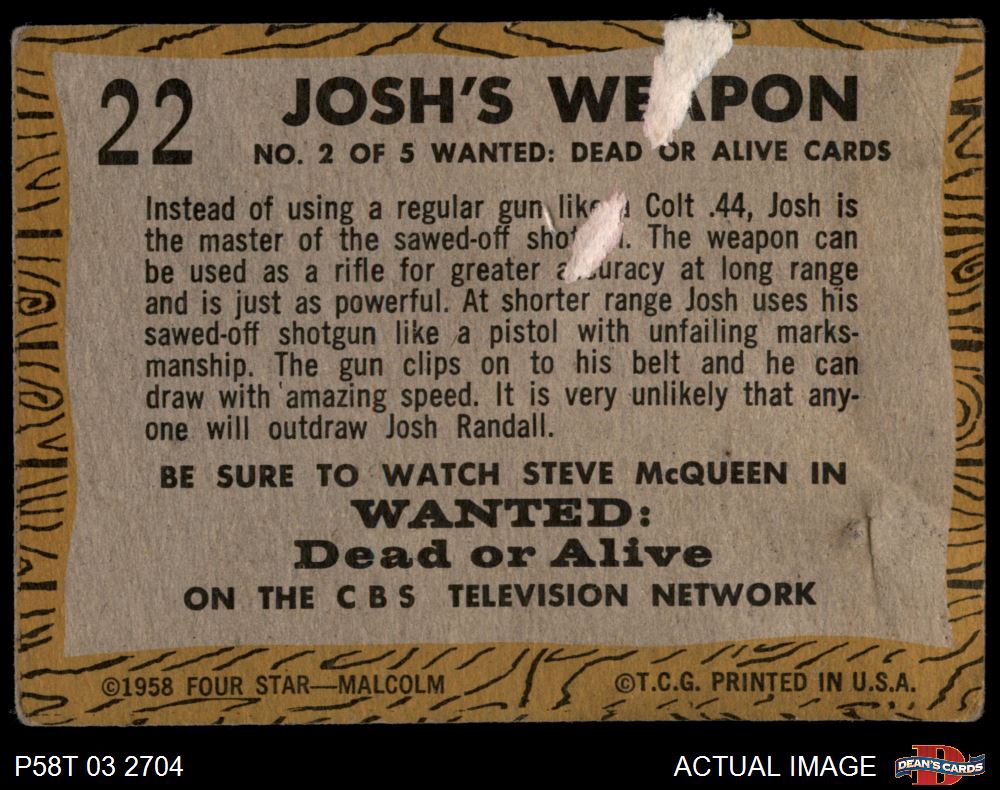 22
JOSH'S WEAPON
NO. 2 OF 5 WANTED: DEAD OR ALIVE CARDS
Instead of using a regular gun like a Colt .44, Josh is
the master of the sawed-off shotgun. The weapon can
be used as a rifle for greater accuracy at long range
and is just as powerful. At shorter range Josh uses his
sawed-off shotgun like a pistol with unfailing marks-
manship. The gun clips on to his belt and he can
draw with amazing speed. It is very unlikely that any-
one will outdraw Josh Randall.
BE SURE TO WATCH STEVE McQUEEN IN
WANTED:
Dead or Alive
ON THE CBS TELEVISION NETWORK
©1958 FOUR STAR—MALCOLM
©T.C.G. PRINTED IN U.S.A.
P58T 03 2704
ACTUAL IMAGE
DEAN'S CARDS